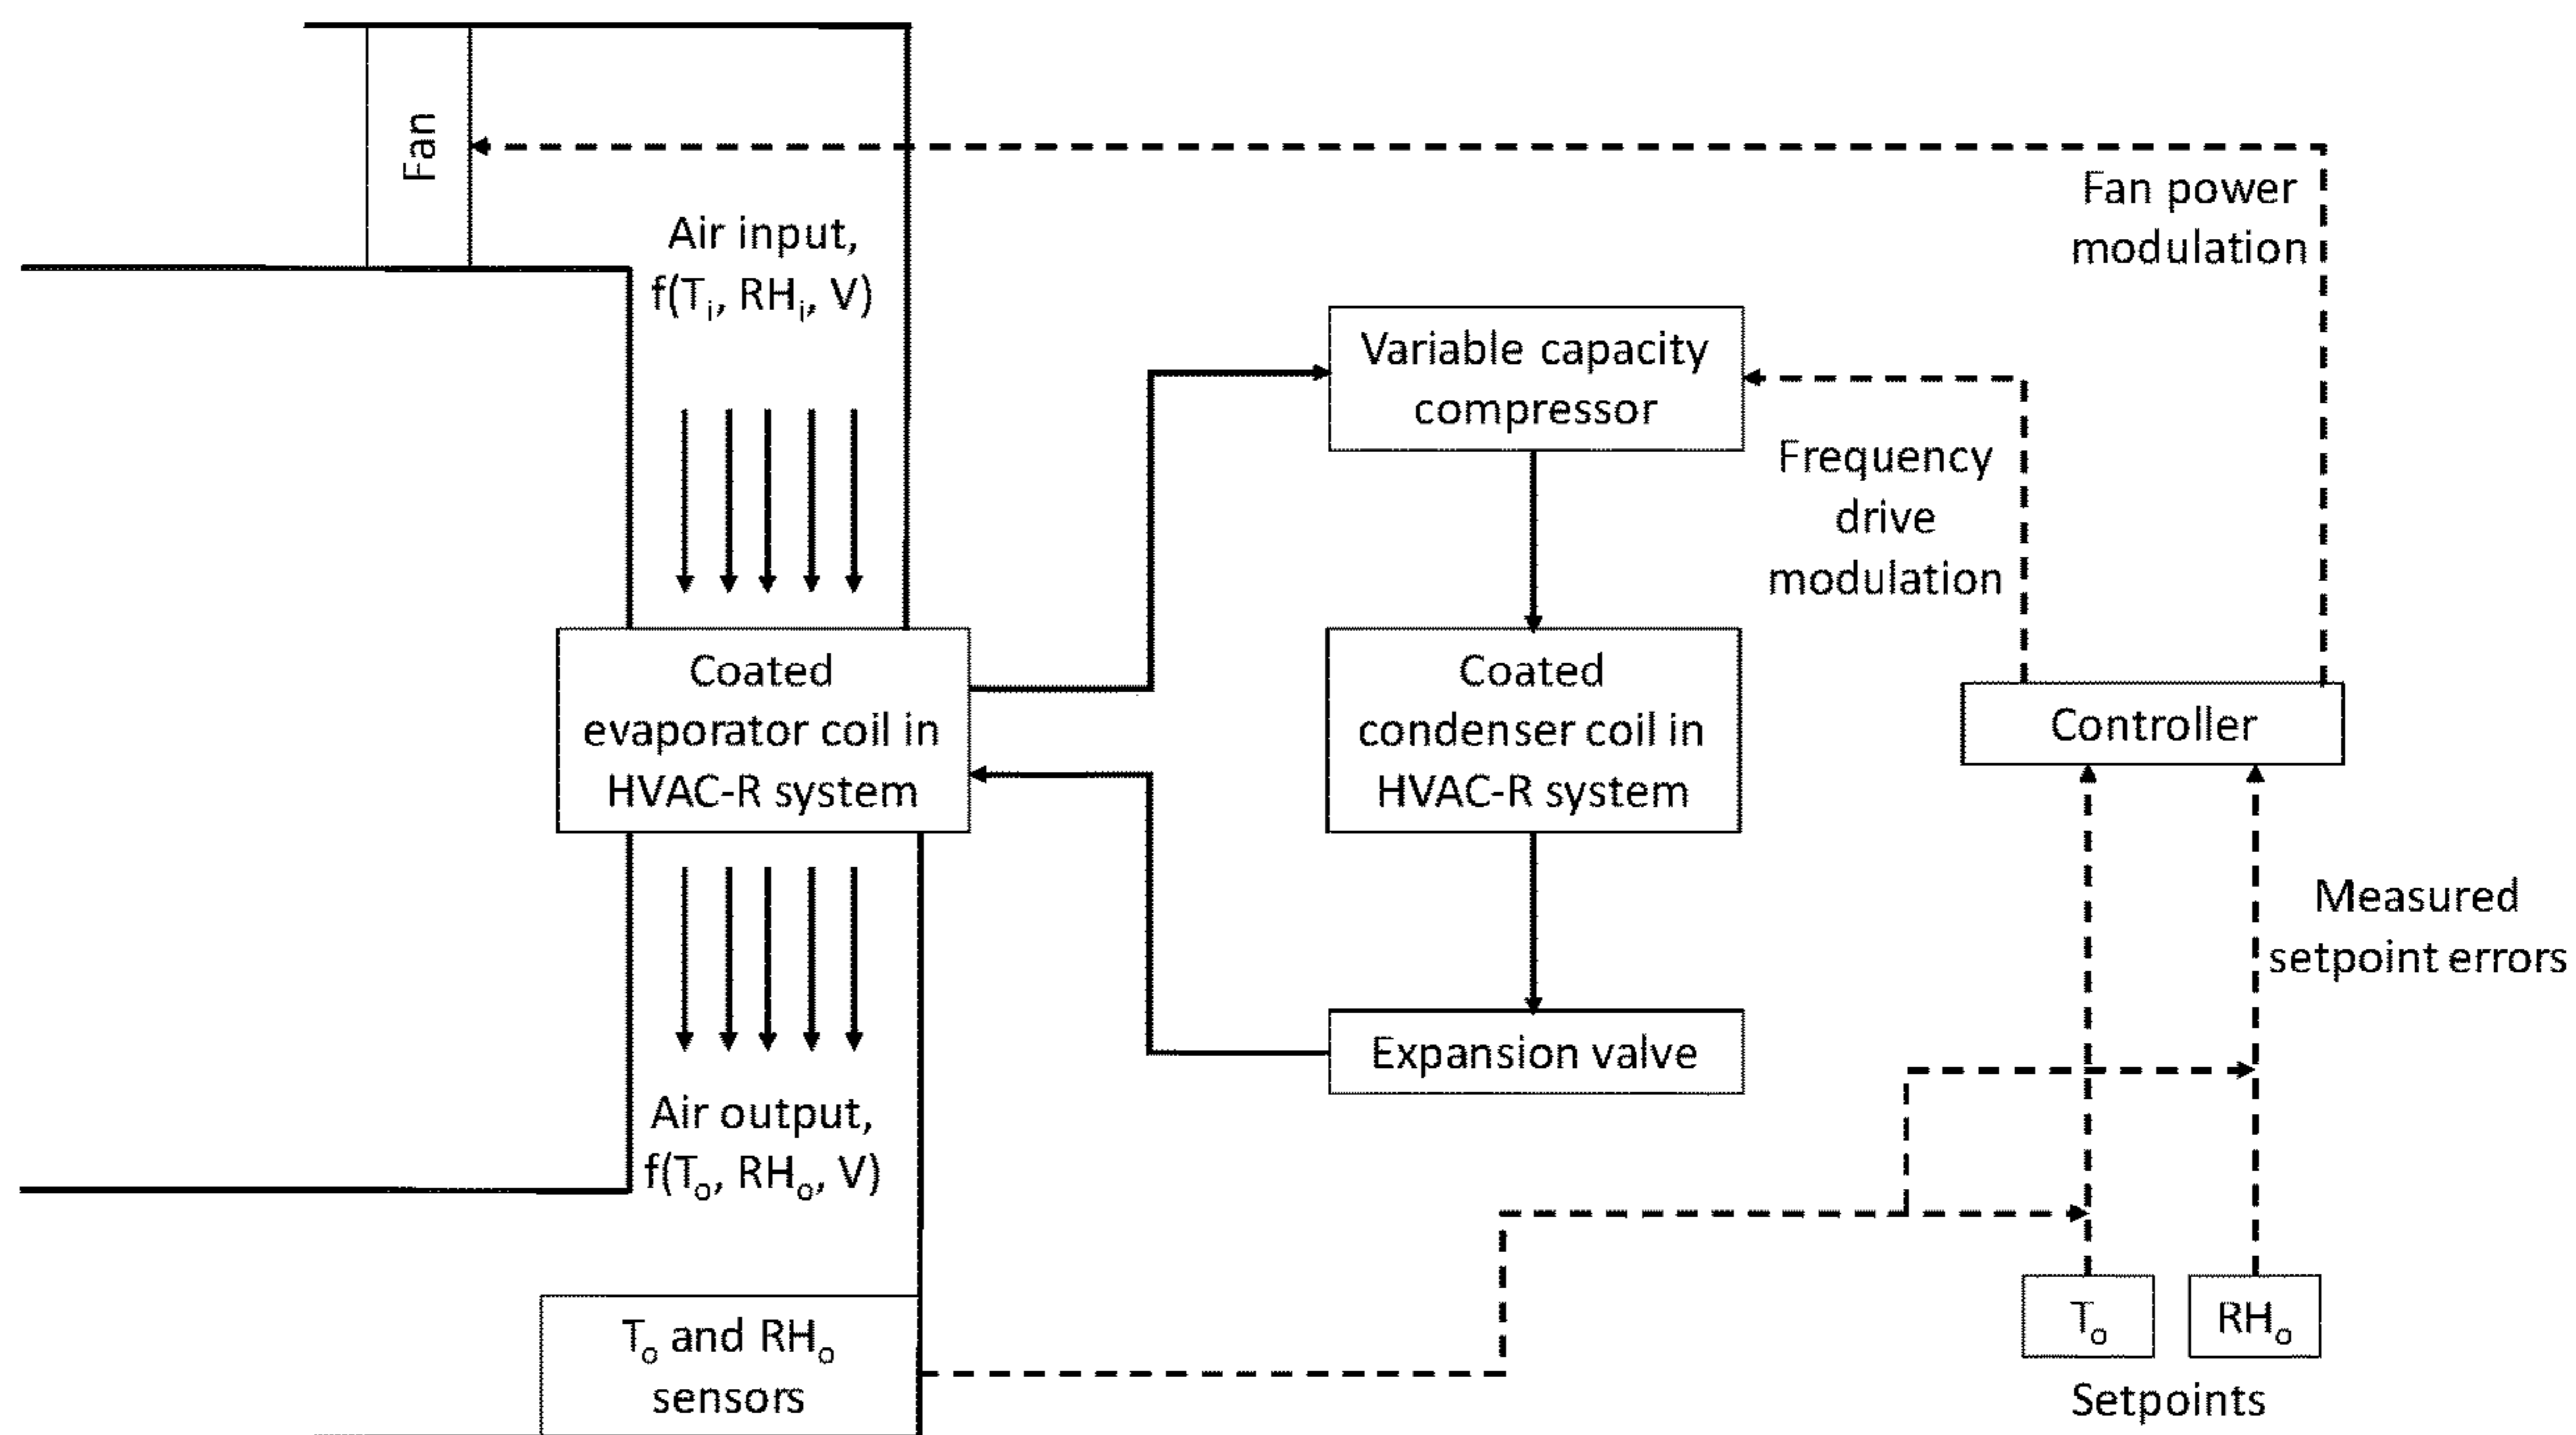 Fan
Fan power
modulation
Air input,
f(Tᵢ, RHᵢ, V)
Variable capacity
compressor
Frequency
drive
modulation
Coated
evaporator coil in
HVAC-R system
Coated
condenser coil in
HVAC-R system
Controller
Measured
setpoint errors
Expansion valve
Air output,
f(Tₒ, RHₒ, V)
Tₒ and RHₒ
sensors
Tₒ
RHₒ
Setpoints